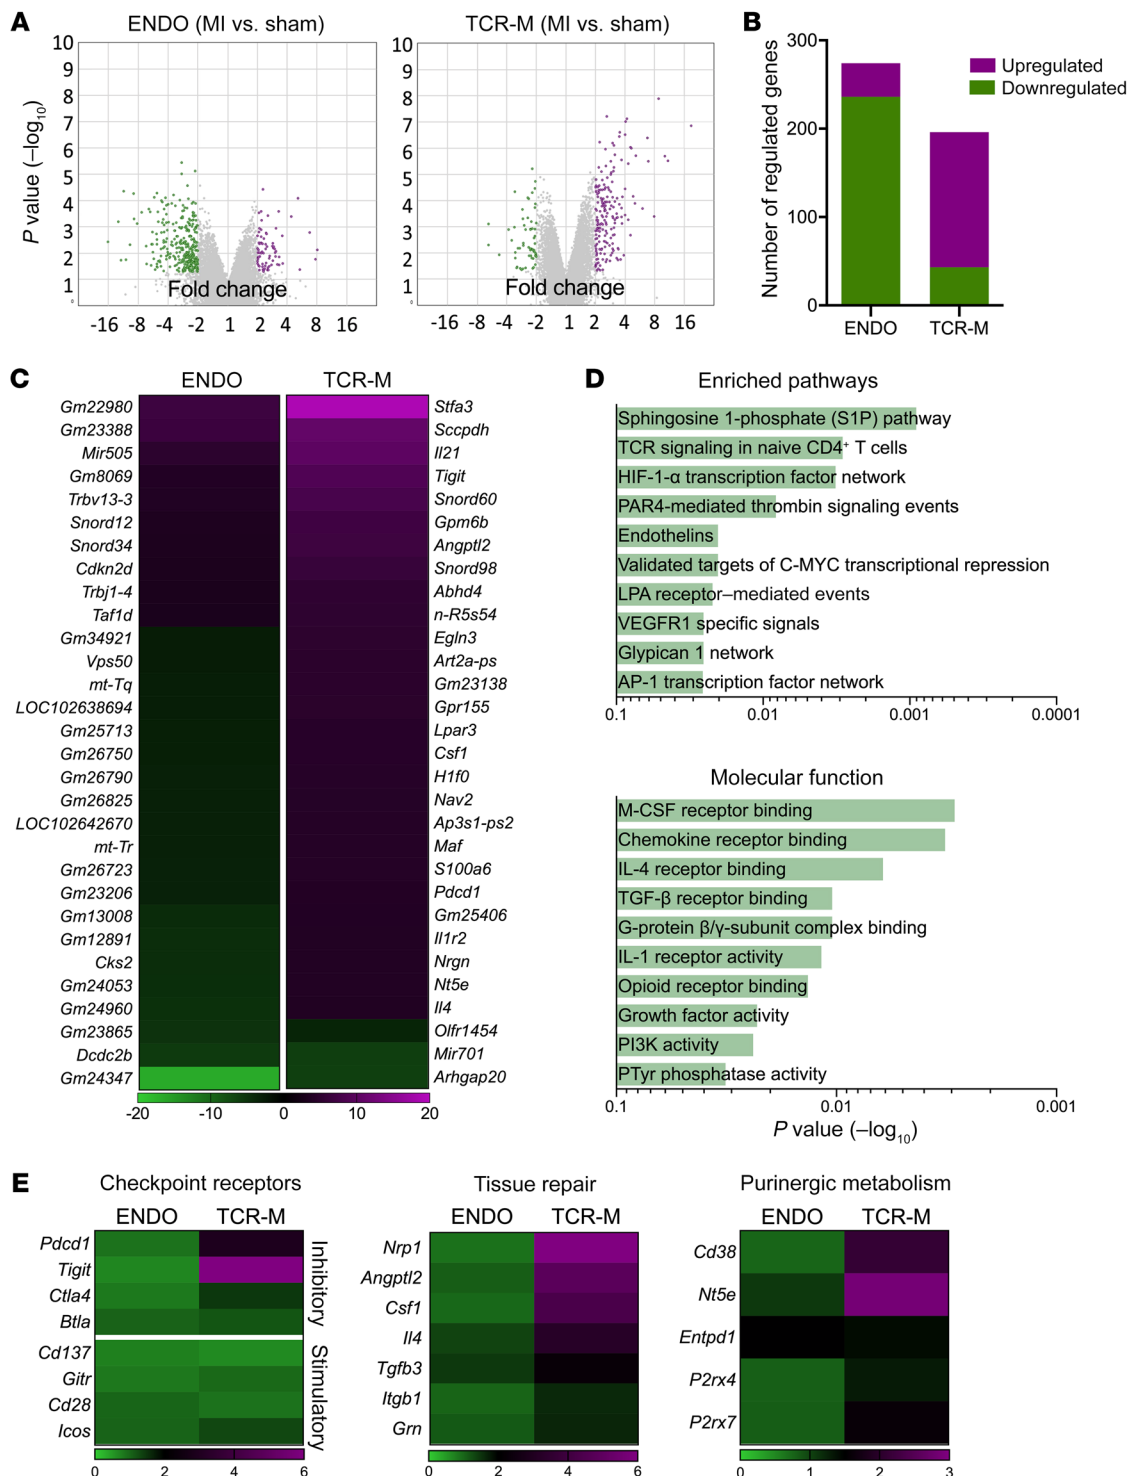 A
ENDO (MI vs. sham)
TCR-M (MI vs. sham)
P value (–log10)
10
9
8
7
6
5
4
3
2
1
Fold change
-16 -8 -4 -2 1 2 4 8 16
10
9
8
7
6
5
4
3
2
1
Fold change
-16 -8 -4 -2 1 2 4 8 16
B
Number of regulated genes
300
200
100
0
ENDO TCR-M
Upregulated
Downregulated
C
ENDO TCR-M
Gm22980 Stfa3
Gm23388 Sccpdh
Mir505 Il21
Gm8069 Tigit
Trbv13-3 Snord60
Snord12 Gpm6b
Snord34 Angptl2
Cdkn2d Snord98
Trbj1-4 Abhd4
Taf1d n-R5s54
Gm34921 Egln3
Vps50 Art2a-ps
mt-Tq Gm23138
LOC102638694 Gpr155
Gm25713 Lpar3
Gm26750 Csf1
Gm26790 H1f0
Gm26825 Nav2
LOC102642670 Ap3s1-ps2
mt-Tr Maf
Gm26723 S100a6
Gm23206 Pdcd1
Gm13008 Gm25406
Gm12891 Il1r2
Cks2 Nrgn
Gm24053 Nt5e
Gm24960 Il4
Gm23865 Olfr1454
Dcdc2b Mir701
Gm24347 Arhgap20
-20 -10 0 10 20
D
Enriched pathways
Sphingosine 1-phosphate (S1P) pathway
TCR signaling in naive CD4+ T cells
HIF-1-α transcription factor network
PAR4-mediated thrombin signaling events
Endothelins
Validated targets of C-MYC transcriptional repression
LPA receptor–mediated events
VEGFR1 specific signals
Glypican 1 network
AP-1 transcription factor network
0.1 0.01 0.001 0.0001
Molecular function
M-CSF receptor binding
Chemokine receptor binding
IL-4 receptor binding
TGF-β receptor binding
G-protein β/γ-subunit complex binding
IL-1 receptor activity
Opioid receptor binding
Growth factor activity
PI3K activity
PTyr phosphatase activity
0.1 0.01 0.001
P value (–log10)
E
Checkpoint receptors
ENDO TCR-M
Pdcd1
Tigit
Ctla4
Btla
Inhibitory
Cd137
Gitr
Cd28
Icos
Stimulatory
0 2 4 6
Tissue repair
ENDO TCR-M
Nrp1
Angptl2
Csf1
Il4
Tgfb3
Itgb1
Grn
0 2 4 6
Purinergic metabolism
ENDO TCR-M
Cd38
Nt5e
Entpd1
P2rx4
P2rx7
0 1 2 3